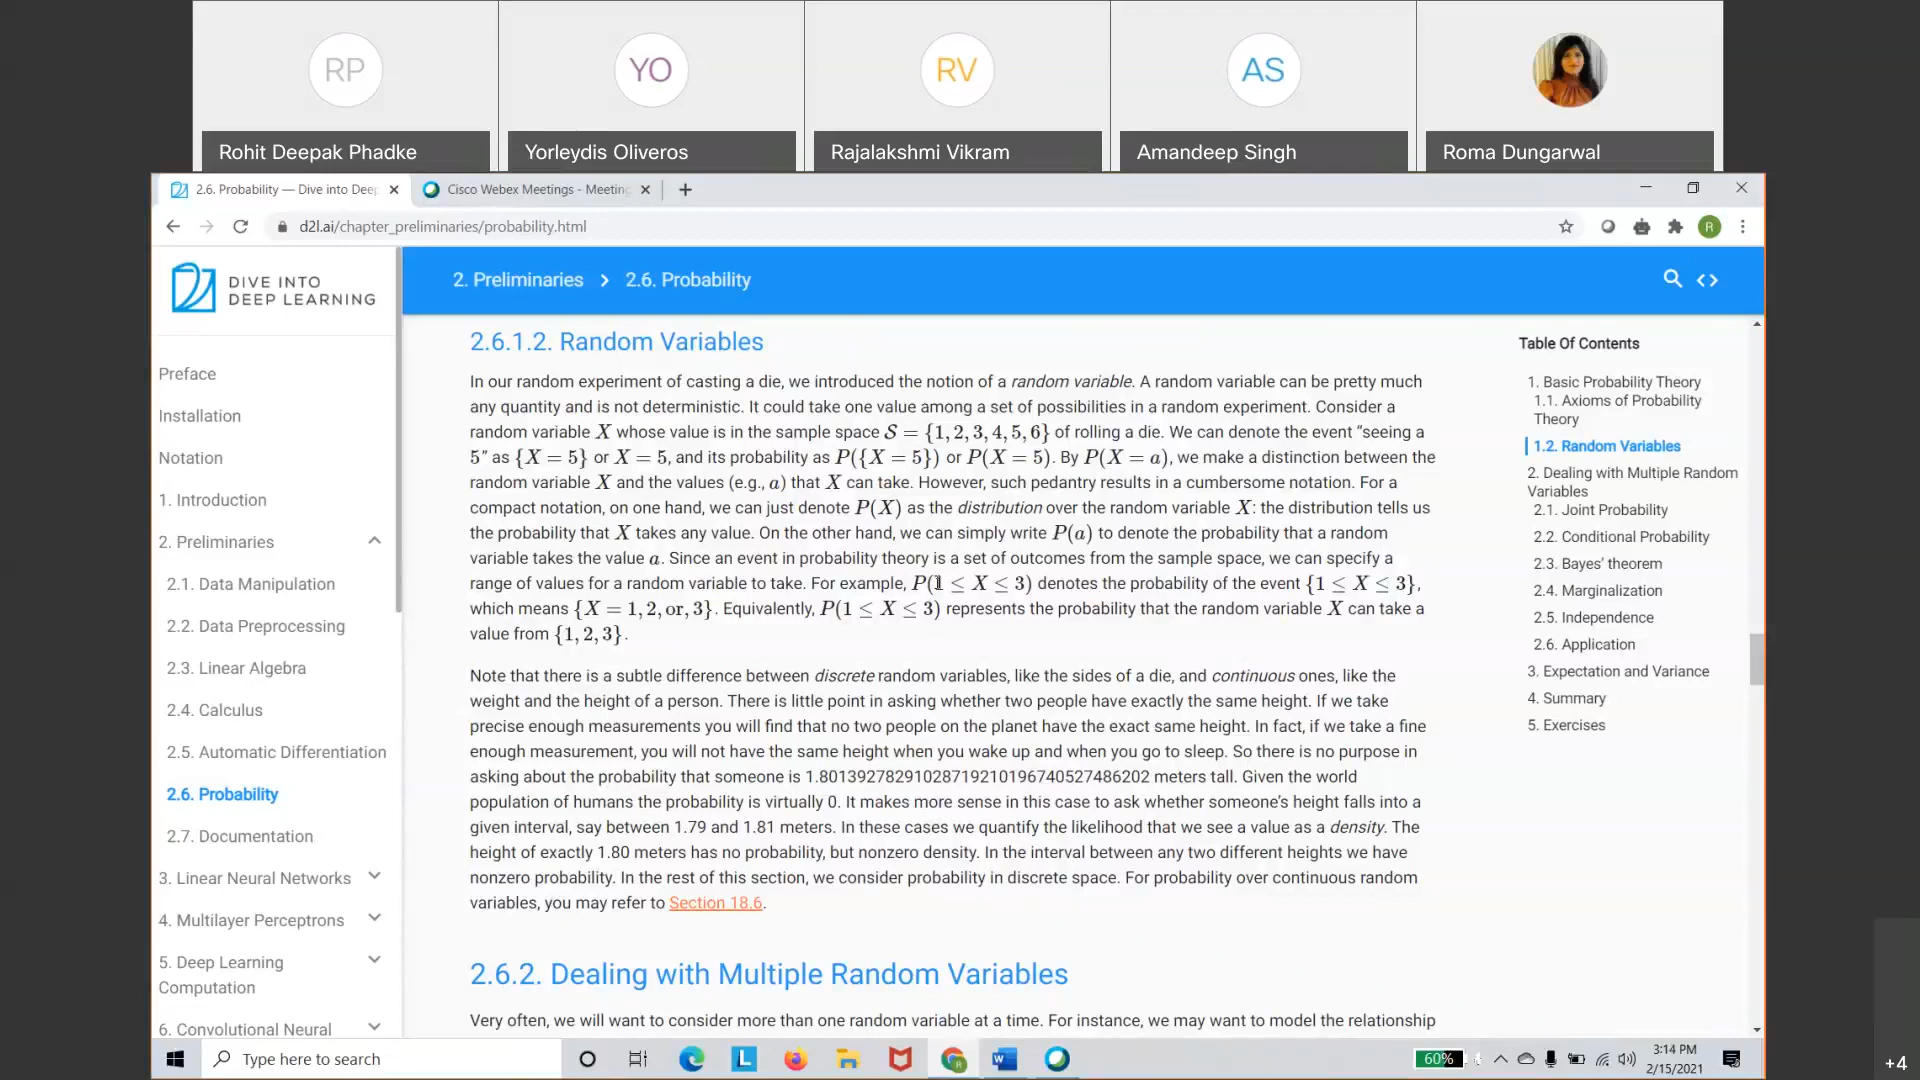 RP
YO
RV
AS
Rohit Deepak Phadke
Yorleydis Oliveros
Rajalakshmi Vikram
Amandeep Singh
Roma Dungarwal
2.6. Probability — Dive into Deep
Cisco Webex Meetings - Meeting
d2l.ai/chapter_preliminaries/probability.html
R
DIVE INTO
DEEP LEARNING
2. Preliminaries
2.6. Probability
Preface
Installation
Notation
1. Introduction
2. Preliminaries
2.1. Data Manipulation
2.2. Data Preprocessing
2.3. Linear Algebra
2.4. Calculus
2.5. Automatic Differentiation
2.6. Probability
2.7. Documentation
3. Linear Neural Networks
4. Multilayer Perceptrons
5. Deep Learning
Computation
6. Convolutional Neural
2.6.1.2. Random Variables
In our random experiment of casting a die, we introduced the notion of a random variable. A random variable can be pretty much
any quantity and is not deterministic. It could take one value among a set of possibilities in a random experiment. Consider a
random variable X whose value is in the sample space S = {1, 2, 3, 4, 5, 6} of rolling a die. We can denote the event “seeing a
5” as {X = 5} or X = 5, and its probability as P({X = 5}) or P(X = 5). By P(X = a), we make a distinction between the
random variable X and the values (e.g., a) that X can take. However, such pedantry results in a cumbersome notation. For a
compact notation, on one hand, we can just denote P(X) as the distribution over the random variable X: the distribution tells us
the probability that X takes any value. On the other hand, we can simply write P(a) to denote the probability that a random
variable takes the value a. Since an event in probability theory is a set of outcomes from the sample space, we can specify a
range of values for a random variable to take. For example, P(1 ≤ X ≤ 3) denotes the probability of the event {1 ≤ X ≤ 3},
which means {X = 1, 2, or, 3}. Equivalently, P(1 ≤ X ≤ 3) represents the probability that the random variable X can take a
value from {1, 2, 3}.
Note that there is a subtle difference between discrete random variables, like the sides of a die, and continuous ones, like the
weight and the height of a person. There is little point in asking whether two people have exactly the same height. If we take
precise enough measurements you will find that no two people on the planet have the exact same height. In fact, if we take a fine
enough measurement, you will not have the same height when you wake up and when you go to sleep. So there is no purpose in
asking about the probability that someone is 1.80139278291028719210196740527486202 meters tall. Given the world
population of humans the probability is virtually 0. It makes more sense in this case to ask whether someone’s height falls into a
given interval, say between 1.79 and 1.81 meters. In these cases we quantify the likelihood that we see a value as a density. The
height of exactly 1.80 meters has no probability, but nonzero density. In the interval between any two different heights we have
nonzero probability. In the rest of this section, we consider probability in discrete space. For probability over continuous random
variables, you may refer to Section 18.6.
2.6.2. Dealing with Multiple Random Variables
Very often, we will want to consider more than one random variable at a time. For instance, we may want to model the relationship
Table Of Contents
1. Basic Probability Theory
1.1. Axioms of Probability
Theory
1.2. Random Variables
2. Dealing with Multiple Random
Variables
2.1. Joint Probability
2.2. Conditional Probability
2.3. Bayes’ theorem
2.4. Marginalization
2.5. Independence
2.6. Application
3. Expectation and Variance
4. Summary
5. Exercises
Type here to search
L
W
60%
3:14 PM
2/15/2021
+4